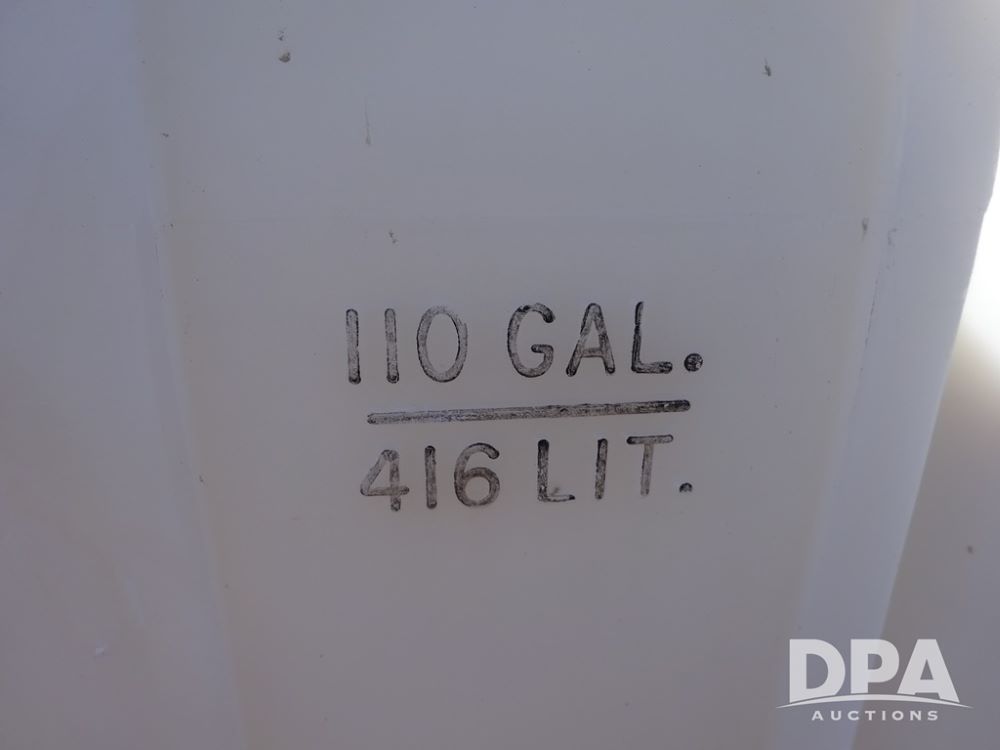 110 GAL.
416 LIT.
DPA
AUCTIONS